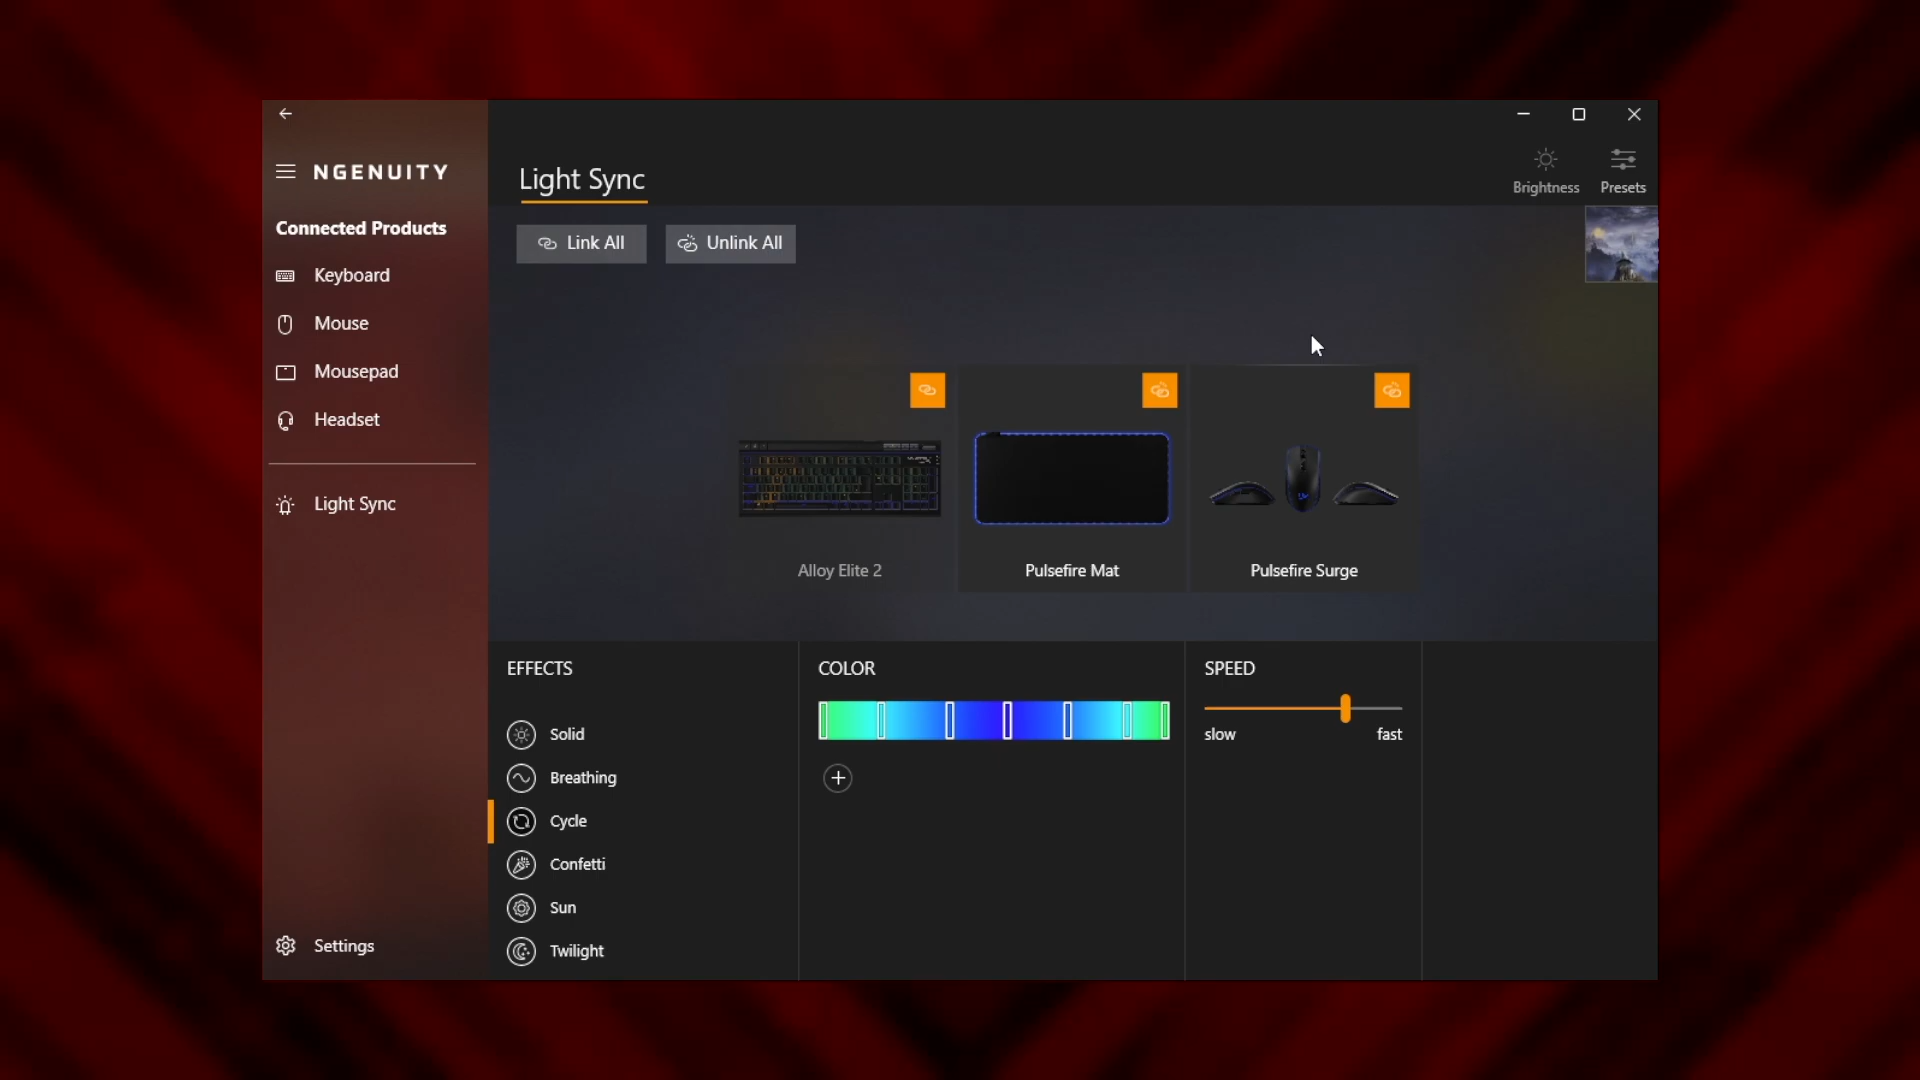 NGENUITY
Connected Products
Keyboard
Mouse
Mousepad
Headset
Light Sync
Settings
Light Sync
Brightness
Presets
Link All
Unlink All
Alloy Elite 2
Pulsefire Mat
Pulsefire Surge
EFFECTS
Solid
Breathing
Cycle
Confetti
Sun
Twilight
COLOR
SPEED
slow
fast